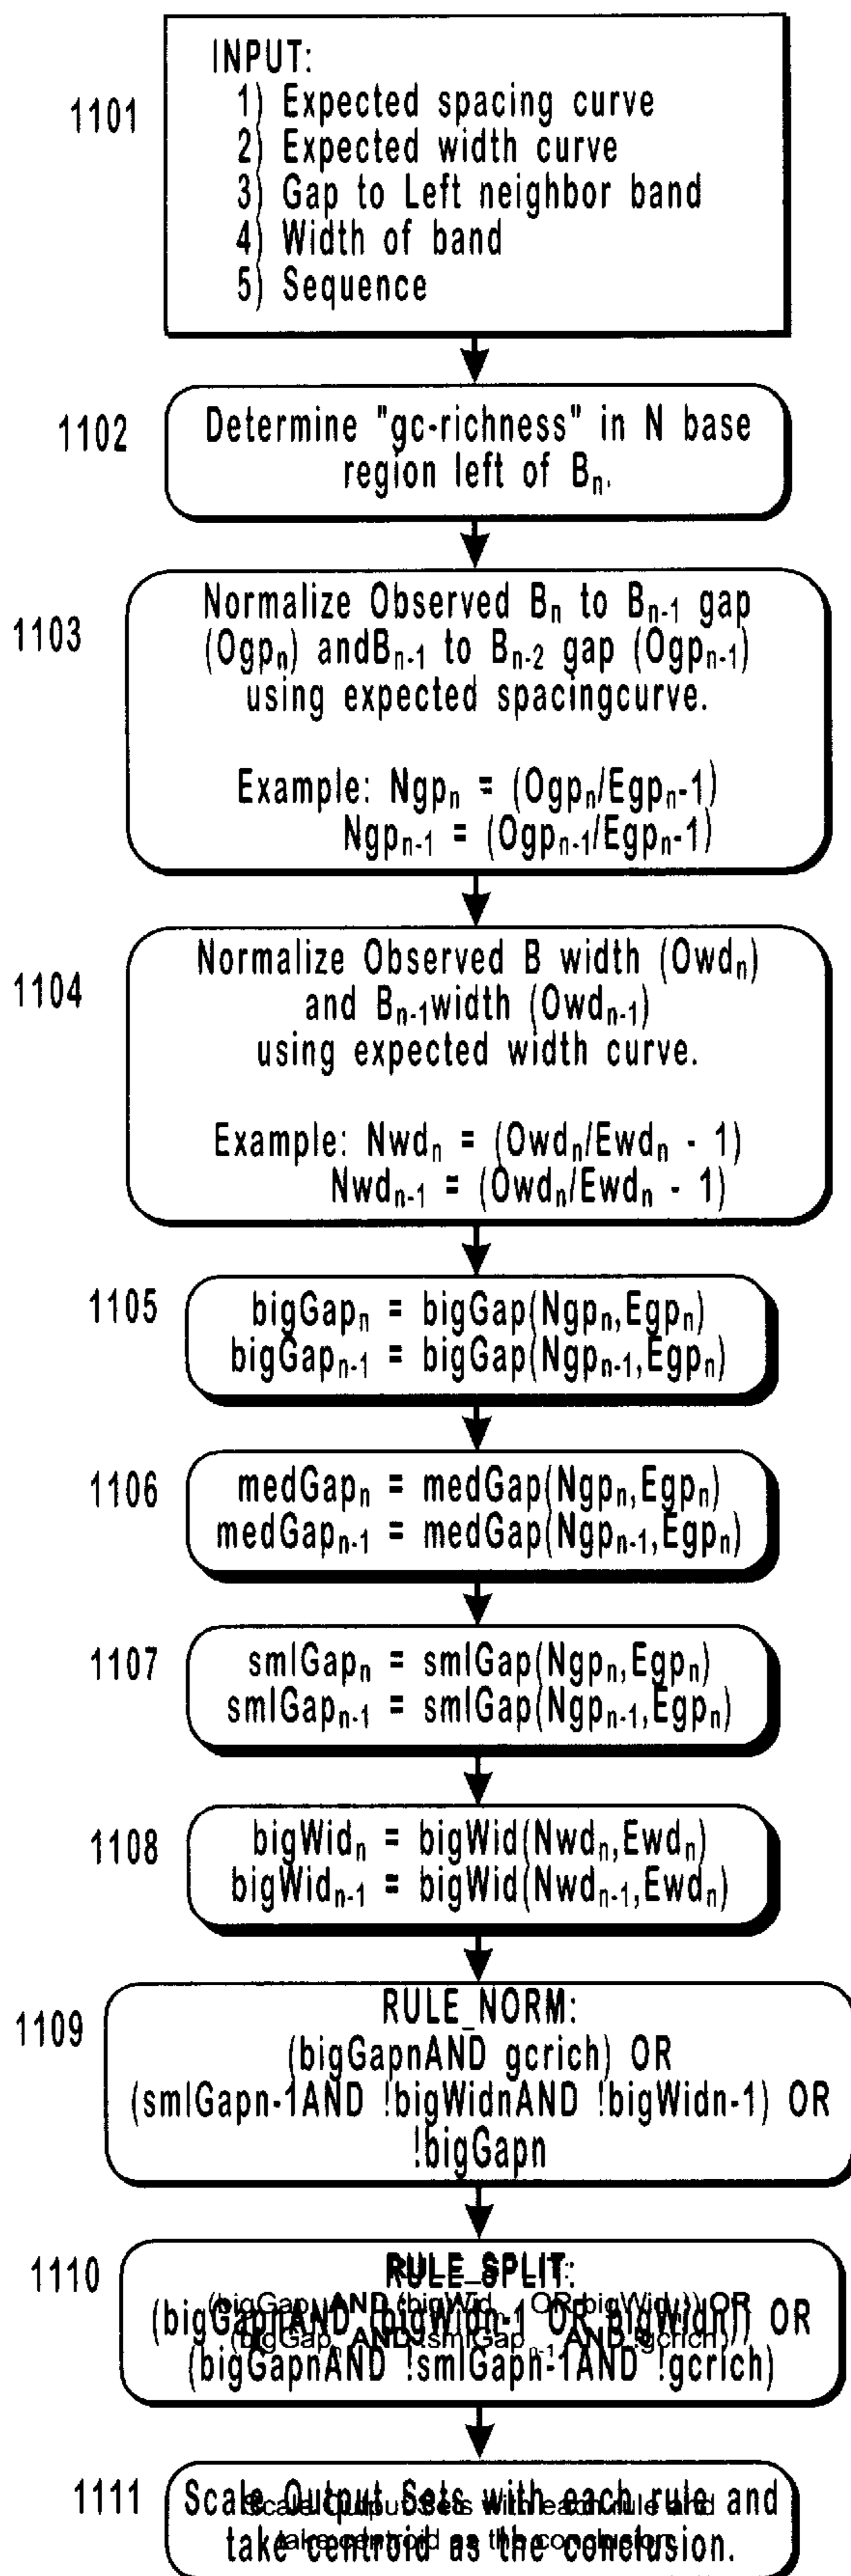 1101
INPUT:
1) Expected spacing curve
2) Expected width curve
3) Gap to Left neighbor band
4) Width of band
5) Sequence
1102
Determine "gc-richness" in N base
region left of Bn.
1103
Normalize Observed Bn to Bn-1 gap
(Ogpn) andBn-1 to Bn-2 gap (Ogpn-1)
using expected spacingcurve.
Example: Ngpn = (Ogpn/Egpn-1)
Ngpn-1 = (Ogpn-1/Egpn-1)
1104
Normalize Observed B width (Owdn)
and Bn-1width (Owdn-1)
using expected width curve.
Example: Nwdn = (Owdn/Ewdn - 1)
Nwdn-1 = (Owdn/Ewdn - 1)
1105
bigGapn = bigGap(Ngpn,Egpn)
bigGapn-1 = bigGap(Ngpn-1,Egpn)
1106
medGapn = medGap(Ngpn,Egpn)
medGapn-1 = medGap(Ngpn-1,Egpn)
1107
smlGapn = smlGap(Ngpn,Egpn)
smlGapn-1 = smlGap(Ngpn-1,Egpn)
1108
bigWidn = bigWid(Nwdn,Ewdn)
bigWidn-1 = bigWid(Nwdn-1,Ewdn)
1109
RULE_NORM:
(bigGapnAND gcrich) OR
(smlGapn-1AND !bigWidnAND !bigWidn-1) OR
!bigGapn
1110
RULE_SPLIT:
(bigGapnAND (bigWidn-1 OR bigWidn)) OR
(bigGapnAND !smlGapn-1AND !gcrich)
1111
Scale Output Sets with each rule and
take centroid as the conclusion.